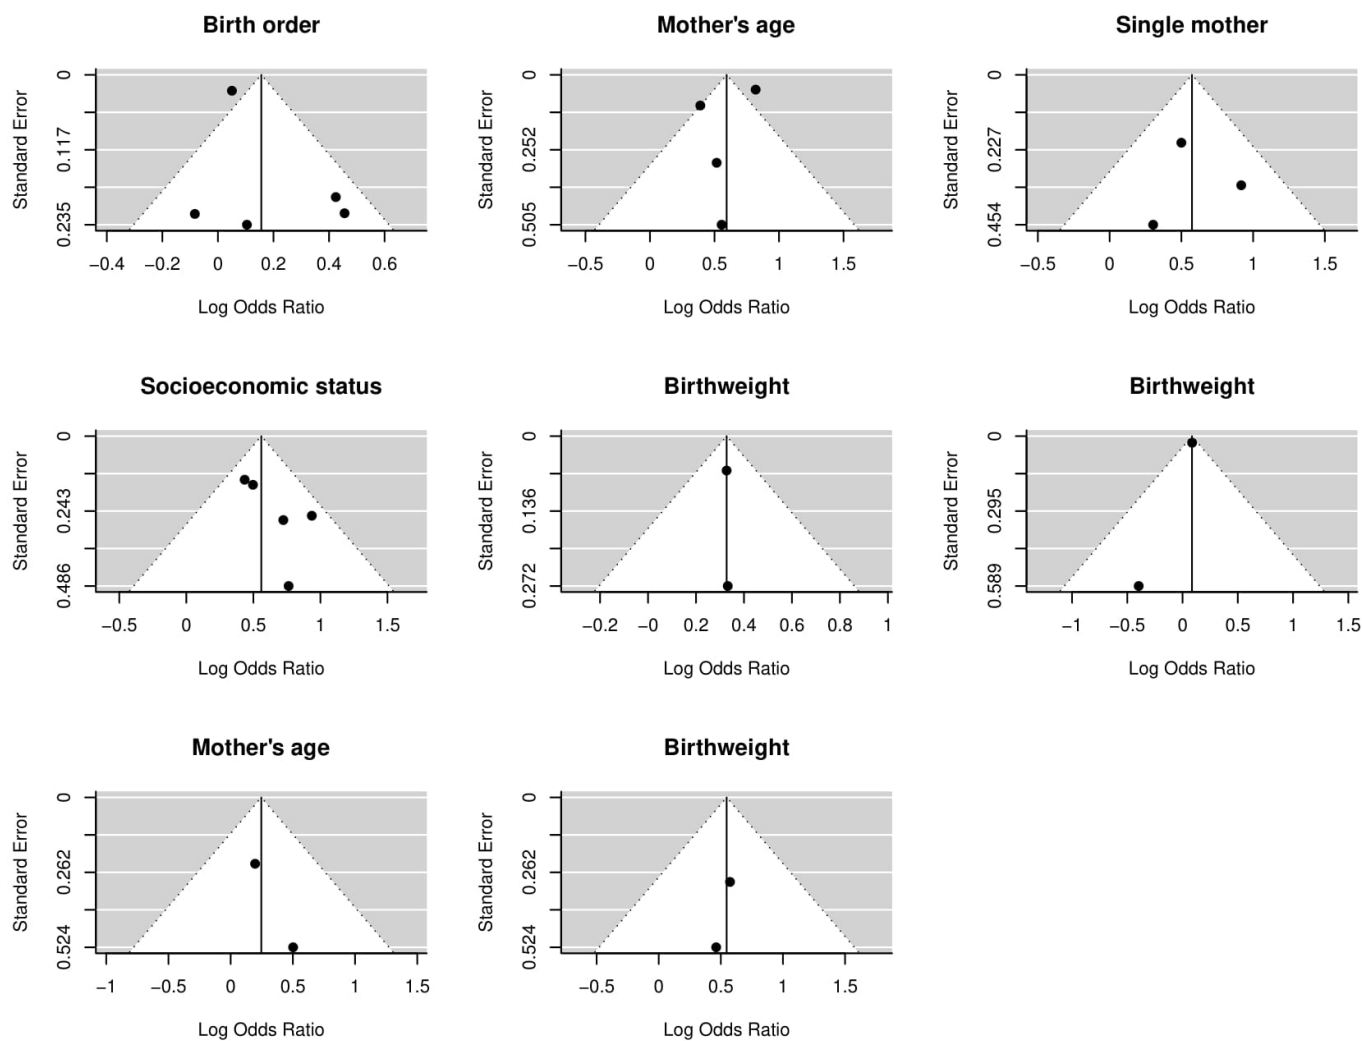 Birth order
Standard Error
0
0.117
0.235
−0.4 −0.2 0 0.2 0.4 0.6
Log Odds Ratio
Mother's age
Standard Error
0
0.252
0.505
−0.5 0 0.5 1 1.5
Log Odds Ratio
Single mother
Standard Error
0
0.227
0.454
−0.5 0 0.5 1 1.5
Log Odds Ratio
Socioeconomic status
Standard Error
0
0.243
0.486
−0.5 0 0.5 1 1.5
Log Odds Ratio
Birthweight
Standard Error
0
0.136
0.272
−0.2 −0 0.2 0.4 0.6 0.8 1
Log Odds Ratio
Birthweight
Standard Error
0
0.295
0.589
−1 −0.5 0 0.5 1 1.5
Log Odds Ratio
Mother's age
Standard Error
0
0.262
0.524
−1 −0.5 0 0.5 1 1.5
Log Odds Ratio
Birthweight
Standard Error
0
0.262
0.524
−0.5 0 0.5 1 1.5
Log Odds Ratio